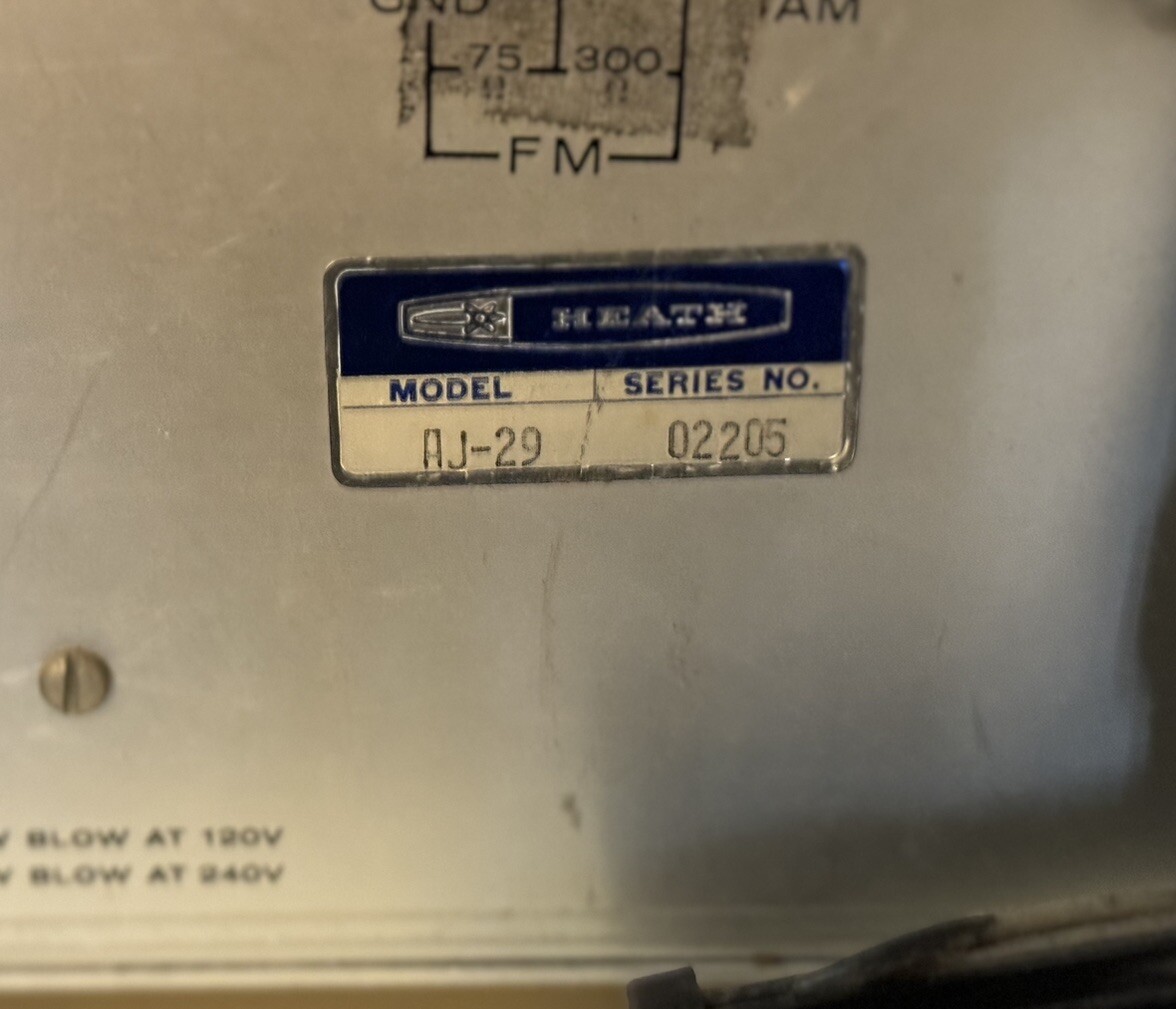 GND AM
75 300
Ω Ω
FM
HEATH
MODEL SERIES NO.
AJ-29 02205
BLOW AT 120V
BLOW AT 240V